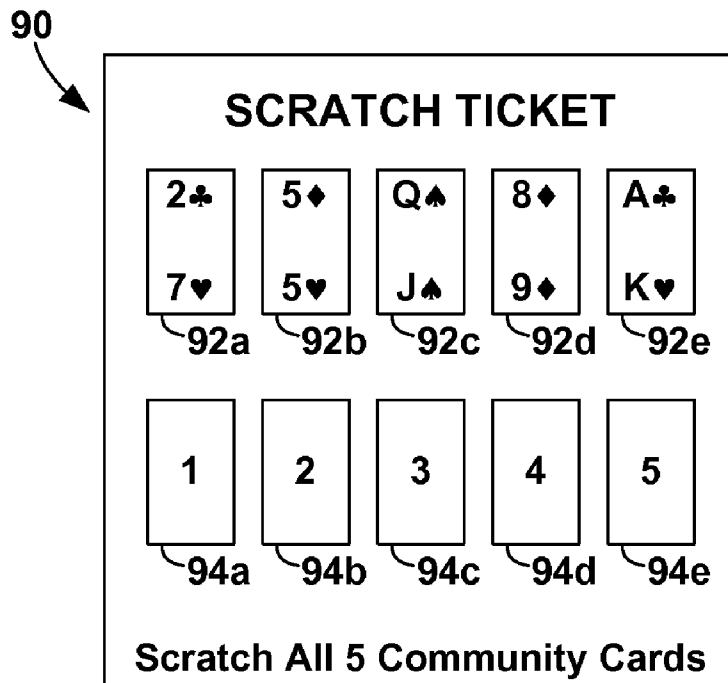 90
SCRATCH TICKET
2♣ 5♦ Q♠ 8♦ A♣
7♥ 5♥ J♠ 9♦ K♥
92a 92b 92c 92d 92e
1 2 3 4 5
94a 94b 94c 94d 94e
Scratch All 5 Community Cards